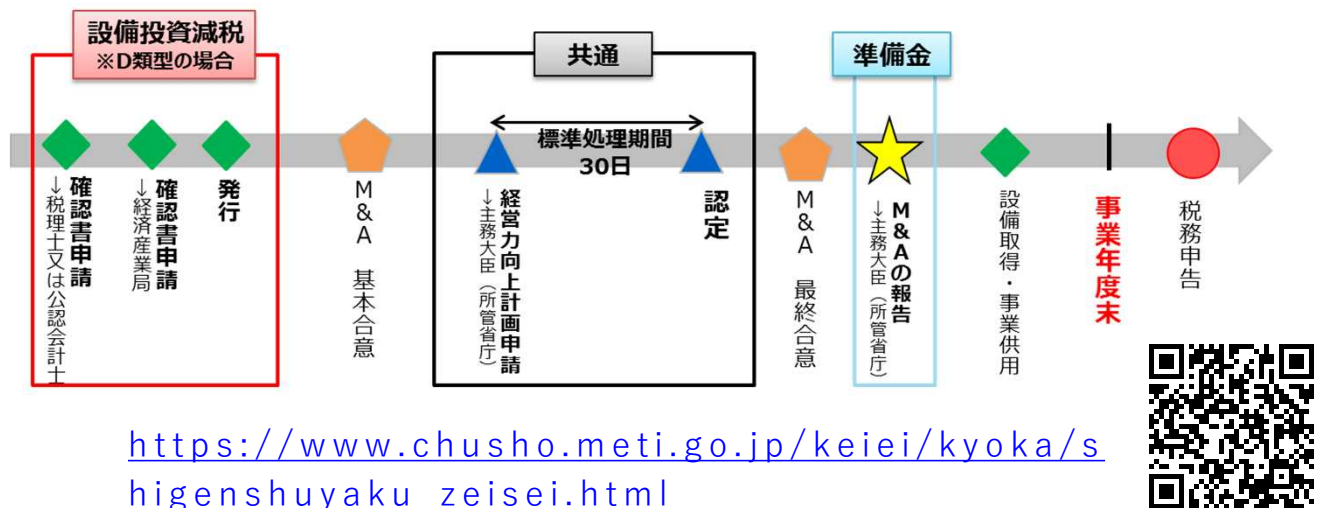 設備投資減税
※D類型の場合
共通
準備金
標準処理期間
30日
確認書申請
↓税理士又は公認会計士
確認書申請
↓経済産業局
発行
M&A 基本合意
経営力向上計画申請
↓主務大臣（所管省庁）
認定
M&A 最終合意
M&Aの報告
↓主務大臣（所管省庁）
設備取得・事業供用
事業年度末
税務申告
https://www.chusho.meti.go.jp/keiei/kyoka/s
higenshuyaku_zeisei.html